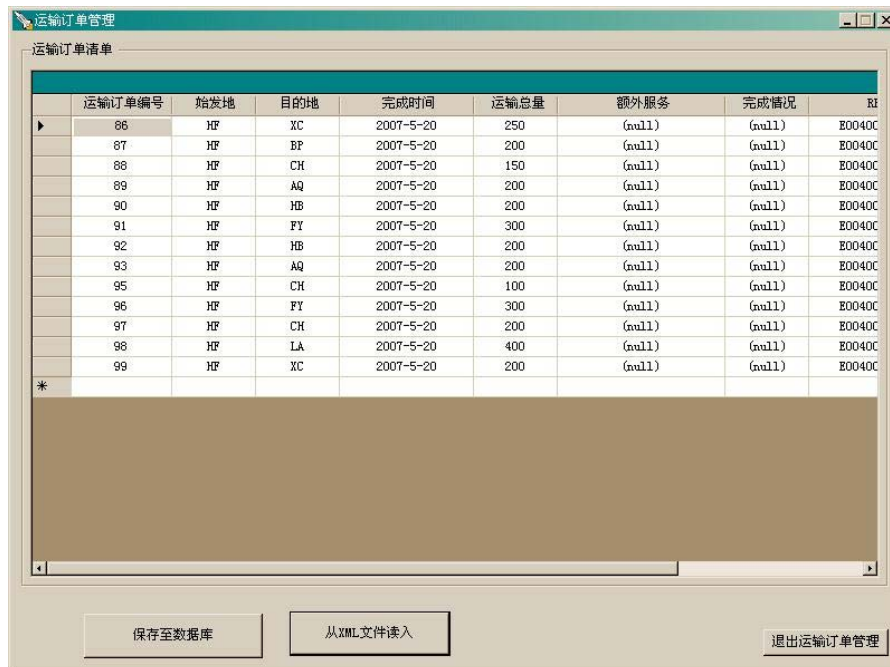 运输订单管理
运输订单清单
运输订单编号 始发地 目的地 完成时间 运输总量 额外服务 完成情况
86 HF XC 2007-5-20 250 (null) (null) E0040C
87 HF BP 2007-5-20 200 (null) (null) E0040C
88 HF CH 2007-5-20 150 (null) (null) E0040C
89 HF AQ 2007-5-20 200 (null) (null) E0040C
90 HF HB 2007-5-20 200 (null) (null) E0040C
91 HF FY 2007-5-20 300 (null) (null) E0040C
92 HF HB 2007-5-20 200 (null) (null) E0040C
93 HF AQ 2007-5-20 200 (null) (null) E0040C
95 HF CH 2007-5-20 100 (null) (null) E0040C
96 HF FY 2007-5-20 300 (null) (null) E0040C
97 HF CH 2007-5-20 200 (null) (null) E0040C
98 HF LA 2007-5-20 400 (null) (null) E0040C
99 HF XC 2007-5-20 200 (null) (null) E0040C
保存至数据库 从XML文件读入 退出运输订单管理